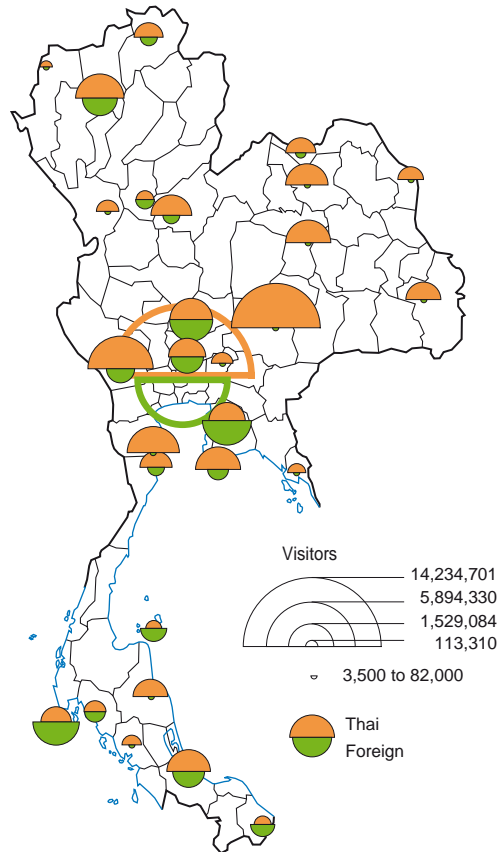 Visitors
14,234,701
5,894,330
1,529,084
113,310
3,500 to 82,000
Thai
Foreign